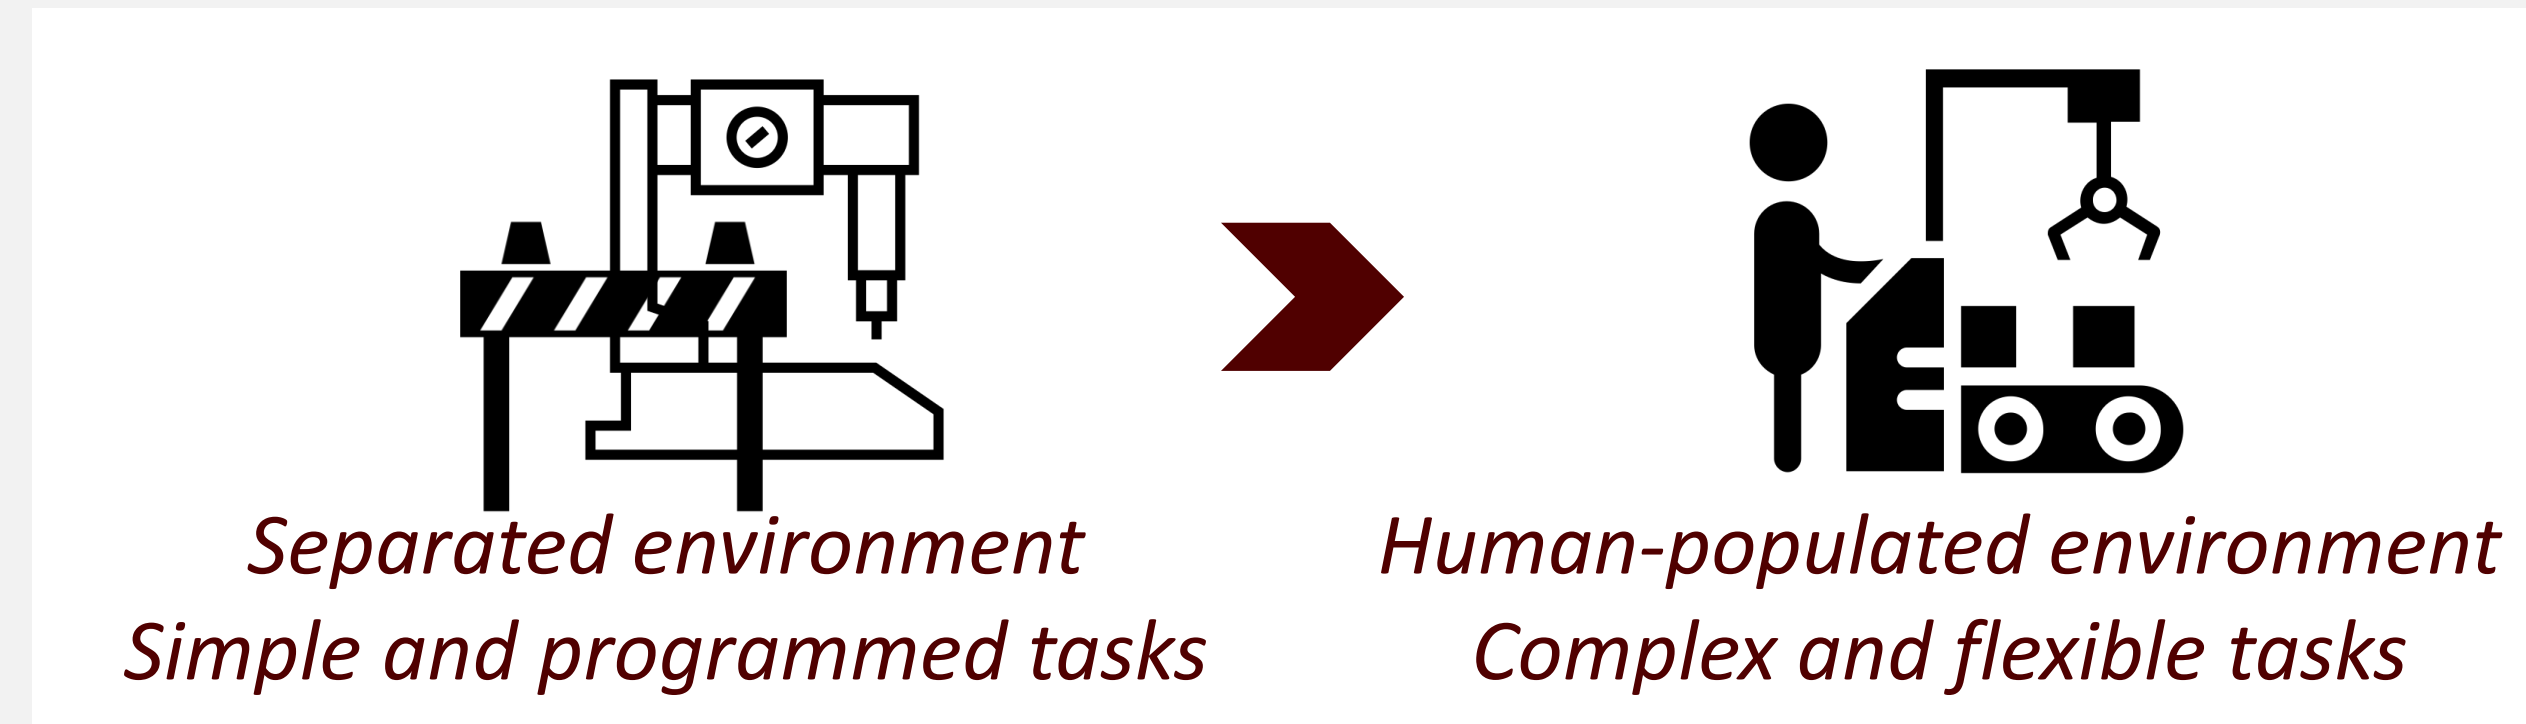 Separated environment
Simple and programmed tasks
Human-populated environment
Complex and flexible tasks